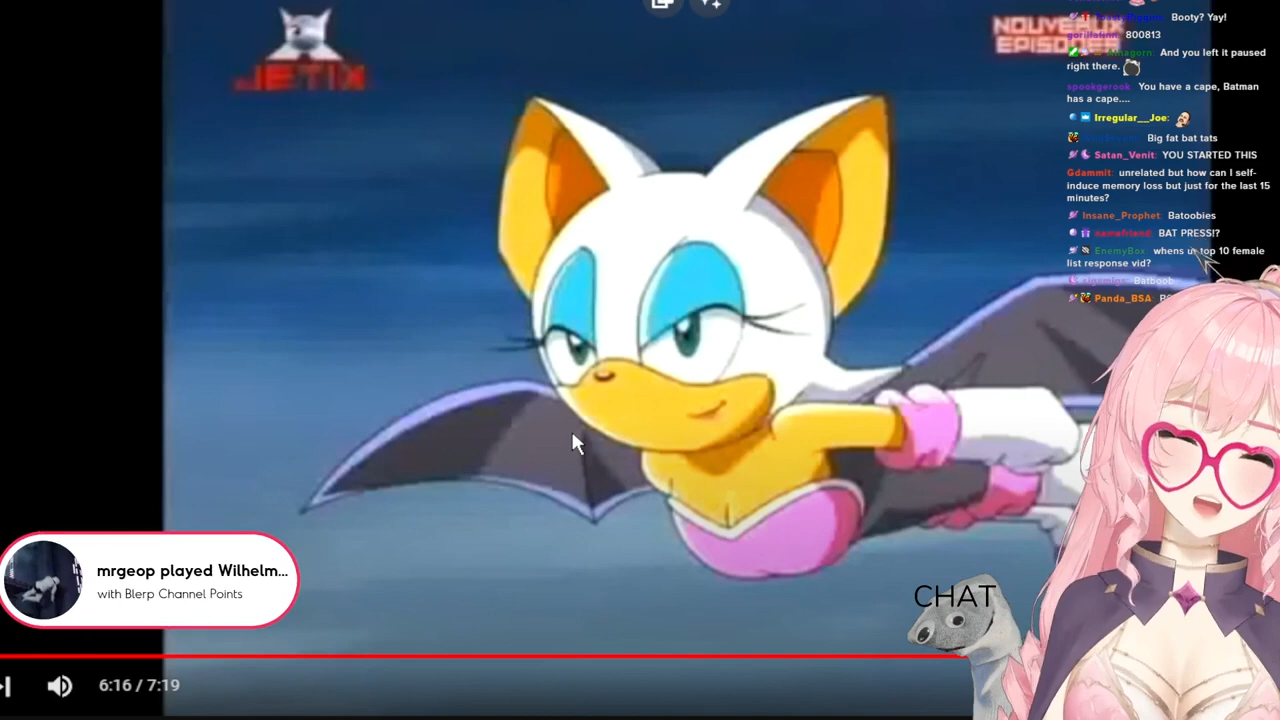 JETIX
NOUVEAUX
EPISODES
Booty? Yay!
800813
And you left it paused
right there.
spookgerook You have a cape, Batman
has a cape....
Irregular__Joe:
Big fat bat tats
Satan_Venit: YOU STARTED THIS
Gdammit: unrelated but how can I self-
induce memory loss but just for the last 15
minutes?
Insane_Prophet: Batoobies
BAT PRESS!?
EnemyBox: whens ur top 10 female
list response vid?
Batboob
Panda_BSA:
mrgeop played Wilhelm...
with Blerp Channel Points
CHAT
6:16 / 7:19